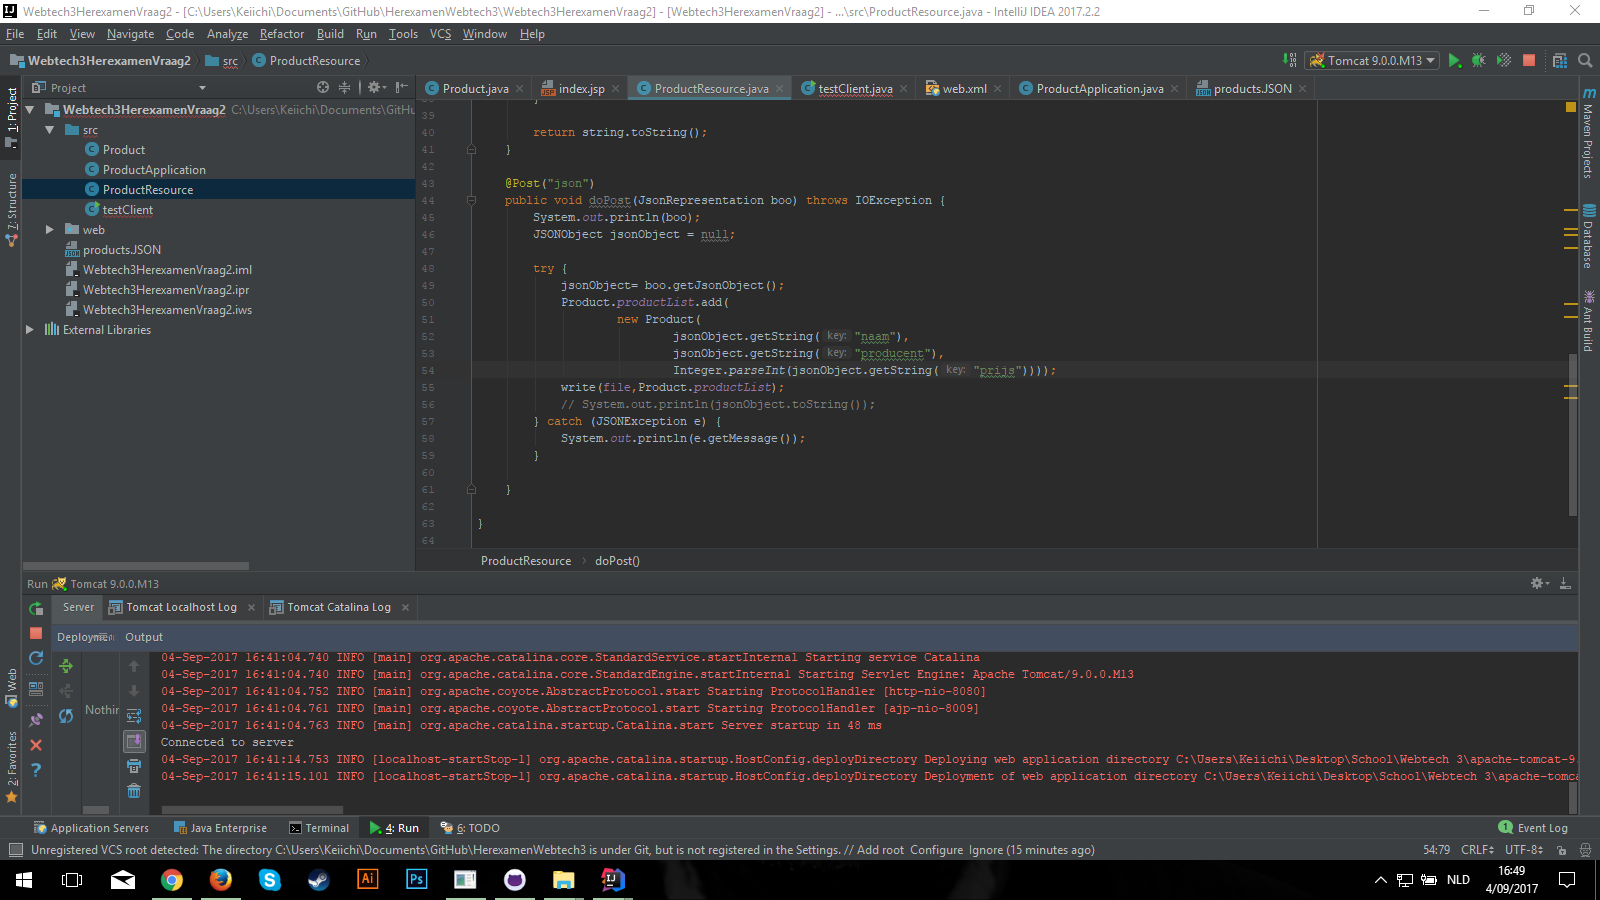 Webtech3HerexamenVraag2 - [C:\Users\Keiichi\Documents\GitHub\HerexamenWebtech3\Webtech3HerexamenVraag2] - [Webtech3HerexamenVraag2] - ...\src\ProductResource.java - IntelliJ IDEA 2017.2.2
File Edit View Navigate Code Analyze Refactor Build Run Tools VCS Window Help
Webtech3HerexamenVraag2 src ProductResource Tomcat 9.0.0.M13
Project
Product.java index.jsp ProductResource.java testClient.java web.xml ProductApplication.java products.JSON
1: Project
7: Structure
Web
2: Favorites
Webtech3HerexamenVraag2 C:\Users\Keiichi\Documents\GitHu
src
Product
ProductApplication
ProductResource
testClient
web
products.JSON
Webtech3HerexamenVraag2.iml
Webtech3HerexamenVraag2.ipr
Webtech3HerexamenVraag2.iws
External Libraries
38 }
39
40 return string.toString();
41 }
42
43 @Post("json")
44 public void doPost(JsonRepresentation boo) throws IOException {
45 System.out.println(boo);
46 JSONObject jsonObject = null;
47
48 try {
49 jsonObject= boo.getJsonObject();
50 Product.productList.add(
51 new Product(
52 jsonObject.getString( key: "naam"),
53 jsonObject.getString( key: "producent"),
54 Integer.parseInt(jsonObject.getString( key: "prijs"))));
55 write(file,Product.productList);
56 // System.out.println(jsonObject.toString());
57 } catch (JSONException e) {
58 System.out.println(e.getMessage());
59 }
60
61 }
62
63 }
64
ProductResource doPost()
Maven Projects
Database
Ant Build
Run Tomcat 9.0.0.M13
Server Tomcat Localhost Log Tomcat Catalina Log
Output
Nothin
04-Sep-2017 16:41:04.740 INFO [main] org.apache.catalina.core.StandardService.startInternal Starting service Catalina
04-Sep-2017 16:41:04.740 INFO [main] org.apache.catalina.core.StandardEngine.startInternal Starting Servlet Engine: Apache Tomcat/9.0.0.M13
04-Sep-2017 16:41:04.752 INFO [main] org.apache.coyote.AbstractProtocol.start Starting ProtocolHandler [http-nio-8080]
04-Sep-2017 16:41:04.761 INFO [main] org.apache.coyote.AbstractProtocol.start Starting ProtocolHandler [ajp-nio-8009]
04-Sep-2017 16:41:04.763 INFO [main] org.apache.catalina.startup.Catalina.start Server startup in 48 ms
Connected to server
04-Sep-2017 16:41:14.753 INFO [localhost-startStop-1] org.apache.catalina.startup.HostConfig.deployDirectory Deploying web application directory C:\Users\Keiichi\Desktop\School\Webtech 3\apache-tomcat-9
04-Sep-2017 16:41:15.101 INFO [localhost-startStop-1] org.apache.catalina.startup.HostConfig.deployDirectory Deployment of web application directory C:\Users\Keiichi\Desktop\School\Webtech 3\apache-tomca
Application Servers Java Enterprise Terminal 4: Run 6: TODO 1 Event Log
Unregistered VCS root detected: The directory C:\Users\Keiichi\Documents\GitHub\HerexamenWebtech3 is under Git, but is not registered in the Settings. // Add root Configure Ignore (15 minutes ago) 54:79 CRLF UTF-8
NLD 16:49
4/09/2017